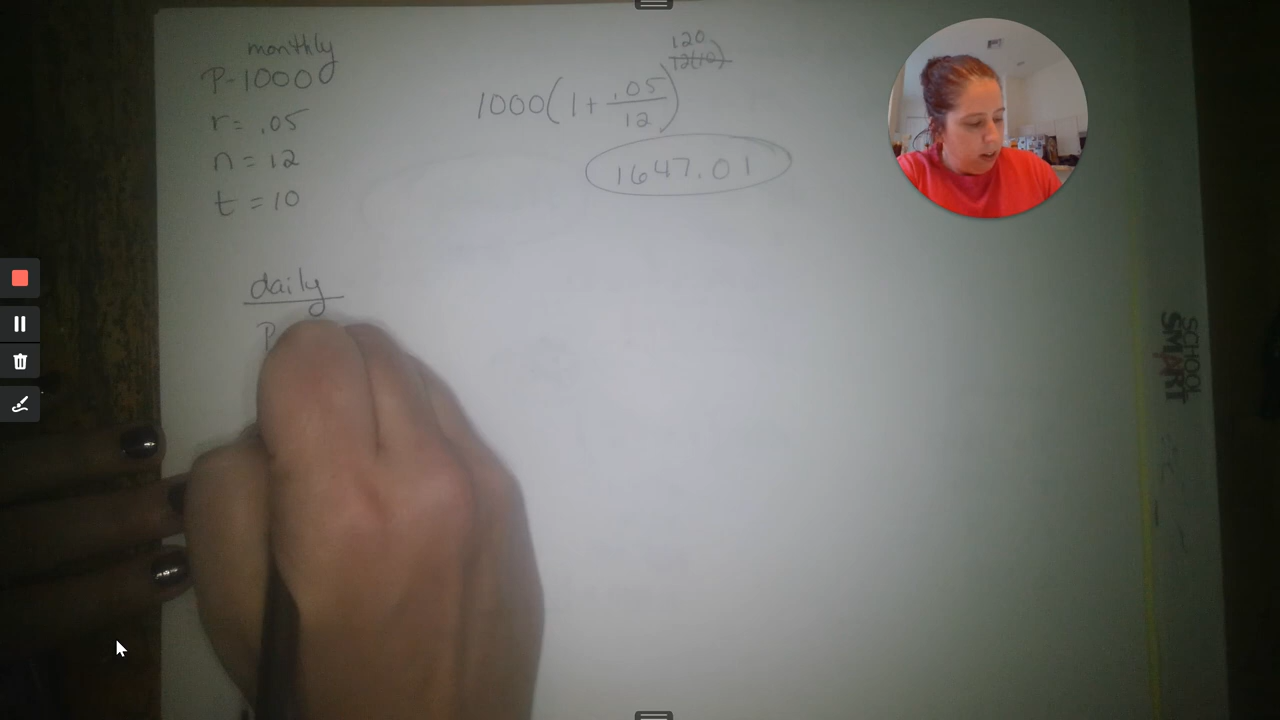 monthly
P-1000
r= .05
n=12
t=10
120
12(10)
1000(1+ .05/12)
1647.01
daily
P
SCHOOL
SMART